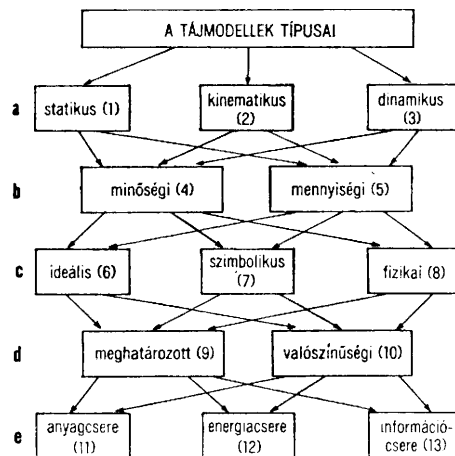 A TÁJMODELLEK TÍPUSAI
a statikus (1) kinematikus (2) dinamikus (3)
b minőségi (4) mennyiségi (5)
c ideális (6) szimbolikus (7) fizikai (8)
d meghatározott (9) valószínűségi (10)
e anyagcsere (11) energiacsere (12) információ-csere (13)